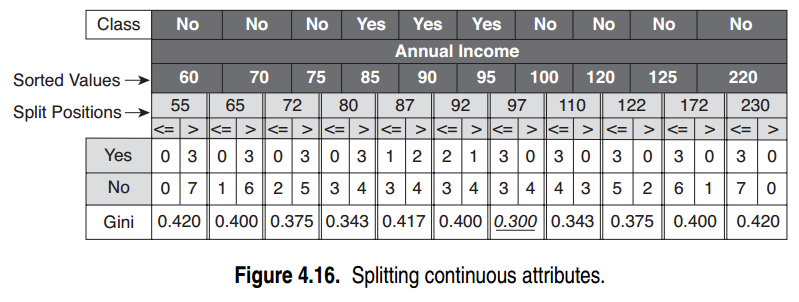 Class No No No Yes Yes Yes No No No No
Annual Income
Sorted Values → 60 70 75 85 90 95 100 120 125 220
Split Positions → 55 65 72 80 87 92 97 110 122 172 230
<= > <= > <= > <= > <= > <= > <= > <= > <= > <= > <= >
Yes 0 3 0 3 0 3 0 3 1 2 2 1 3 0 3 0 3 0 3 0 3 0
No 0 7 1 6 2 5 3 4 3 4 3 4 3 4 4 3 5 2 6 1 7 0
Gini 0.420 0.400 0.375 0.343 0.417 0.400 0.300 0.343 0.375 0.400 0.420
Figure 4.16. Splitting continuous attributes.